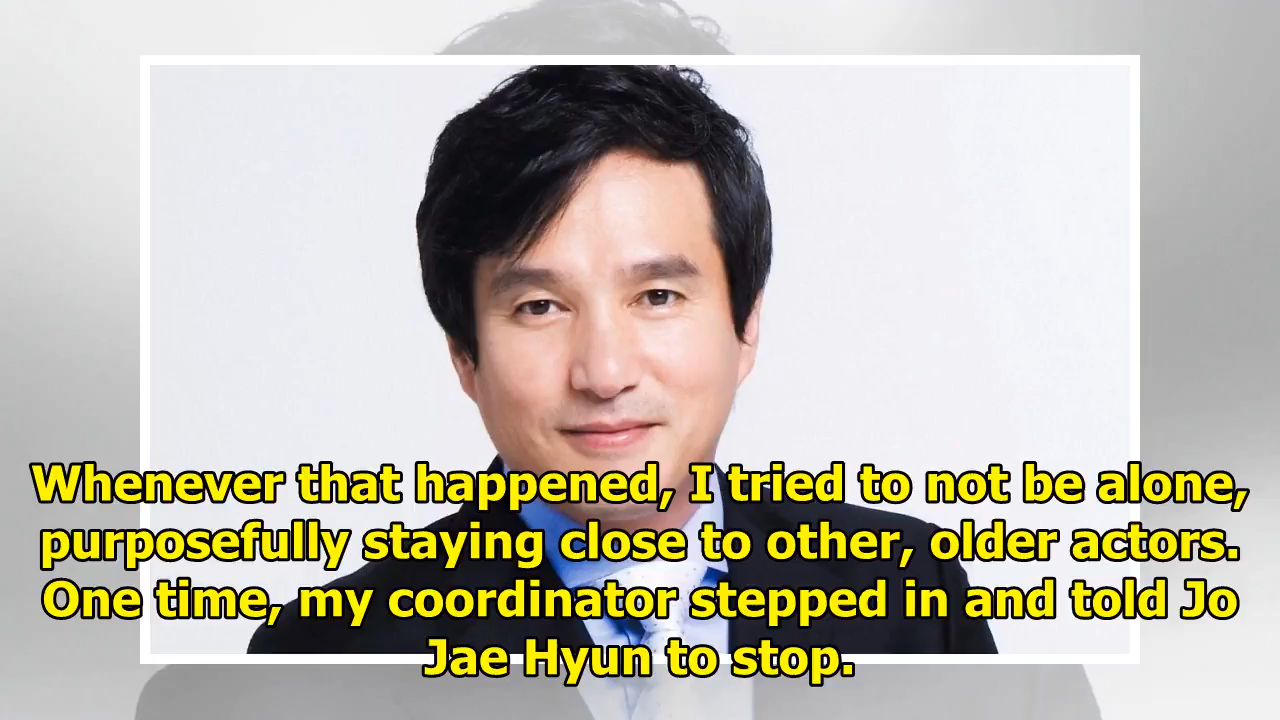 Whenever that happened, I tried to not be alone,
purposefully staying close to other, older actors.
One time, my coordinator stepped in and told Jo
Jae Hyun to stop.